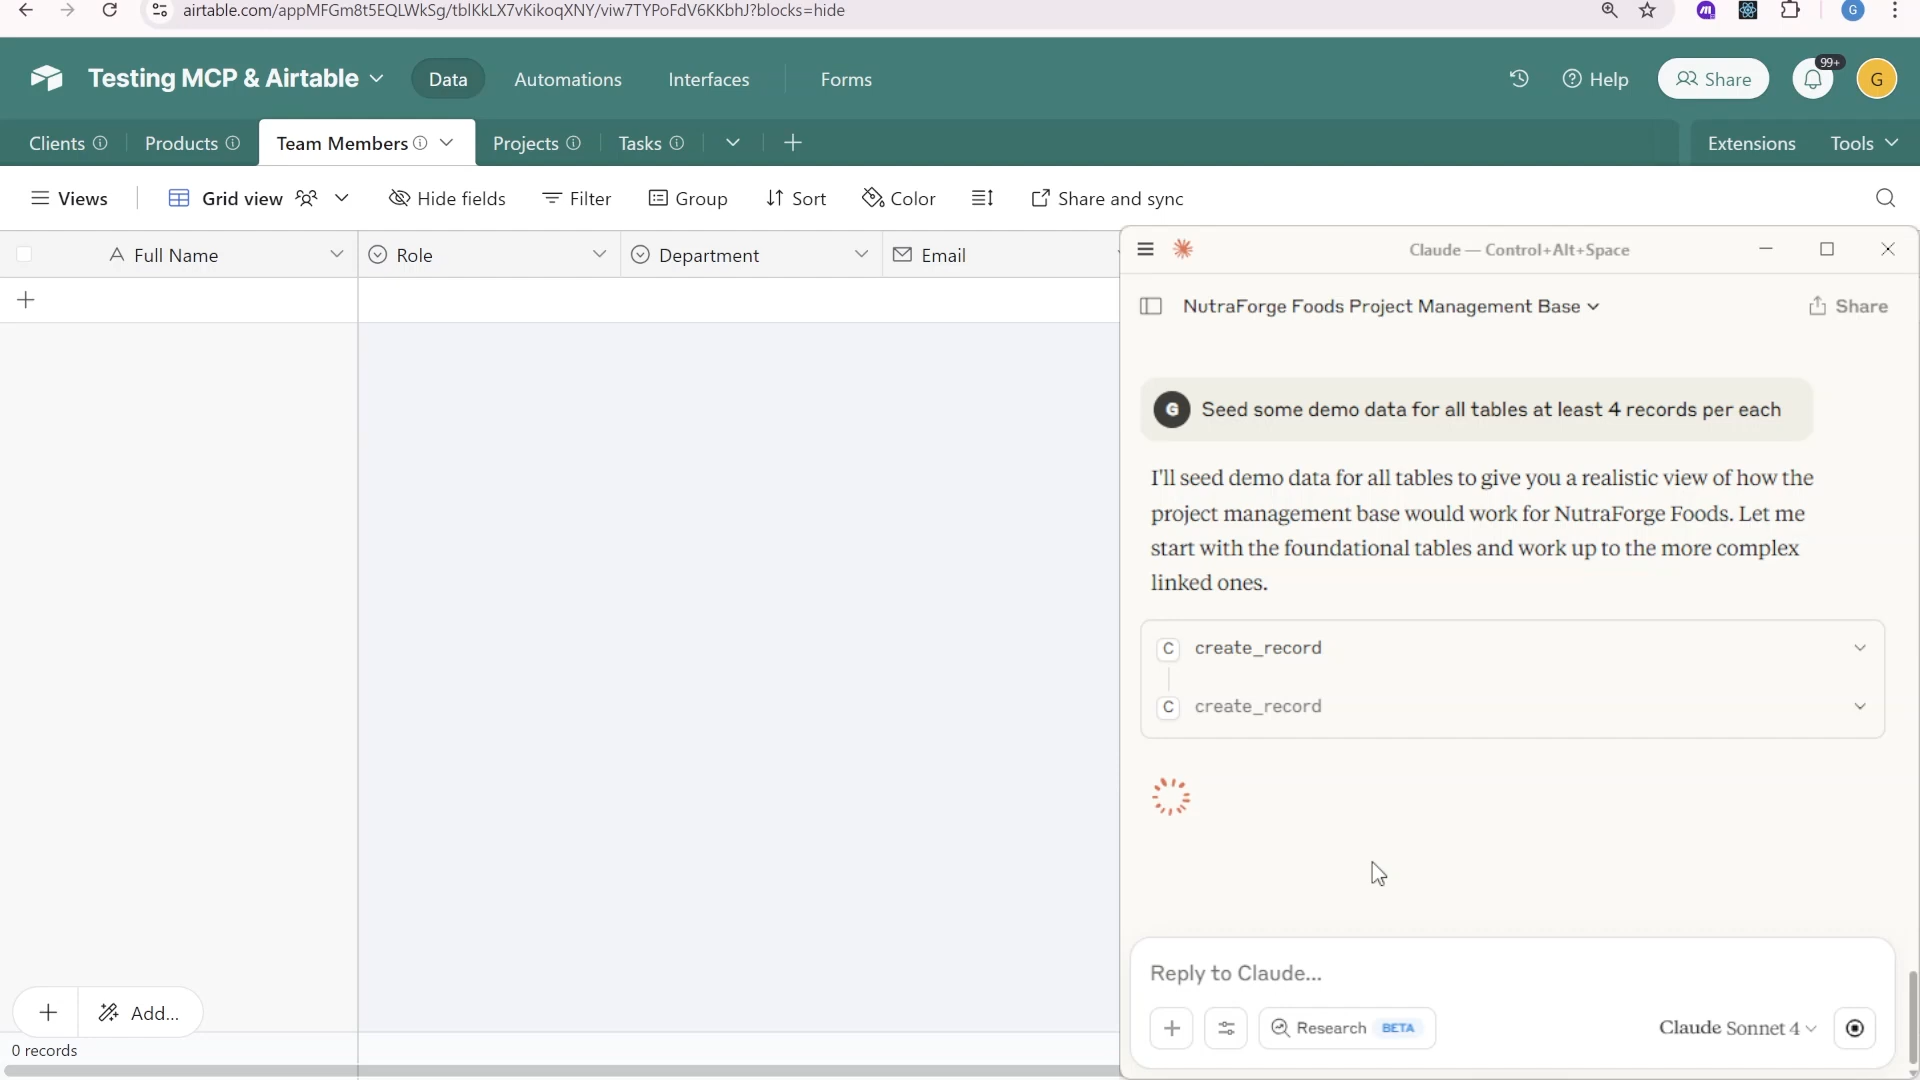 airtable.com/appMFGm8t5EQLWkSg/tblKkLX7vKikoqXNY/viw7TYPoFdV6KKbhJ?blocks=hide
G
Testing MCP & Airtable
Data
Automations
Interfaces
Forms
Help
Share
99+
G
Clients
Products
Team Members
Projects
Tasks
Extensions
Tools
Views
Grid view
Hide fields
Filter
Group
Sort
Color
Share and sync
Full Name
Role
Department
Email
Claude — Control+Alt+Space
NutraForge Foods Project Management Base
Share
G
Seed some demo data for all tables at least 4 records per each
I'll seed demo data for all tables to give you a realistic view of how the
project management base would work for NutraForge Foods. Let me
start with the foundational tables and work up to the more complex
linked ones.
C
create_record
C
create_record
Reply to Claude...
Research BETA
Claude Sonnet 4
Add...
0 records